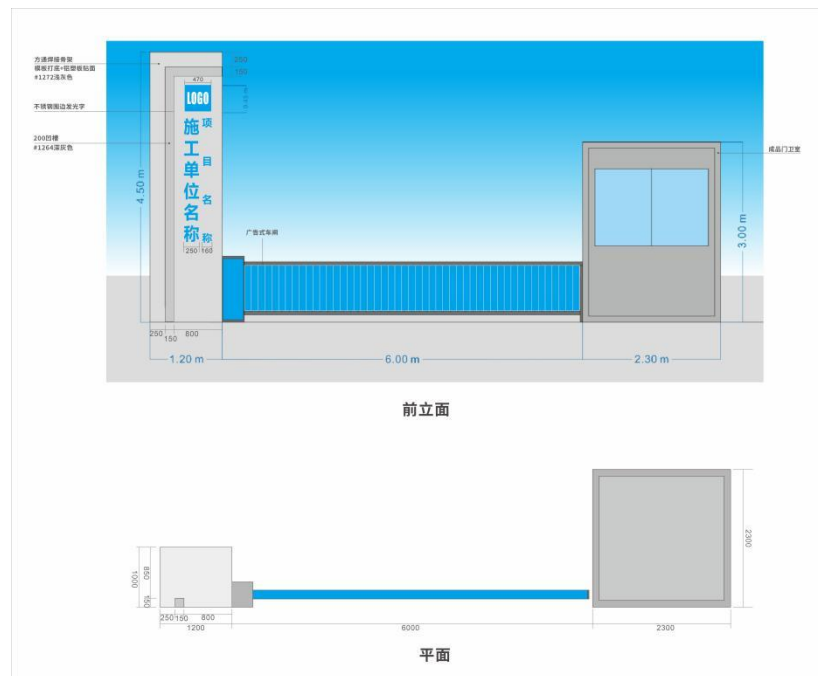 方通焊接骨架
模板打底+铝塑板贴面
#1272浅灰色
不锈钢围边发光字
200凹槽
#1264深灰色
250
150
470
LOGO
施工单位名称
项目名称
250 160
4.50 m
广告式车闸
成品门卫室
3.00 m
250
150
800
1.20 m
6.00 m
2.30 m
前立面
1000
850
150
250
150
800
1200
6000
2300
2300
平面